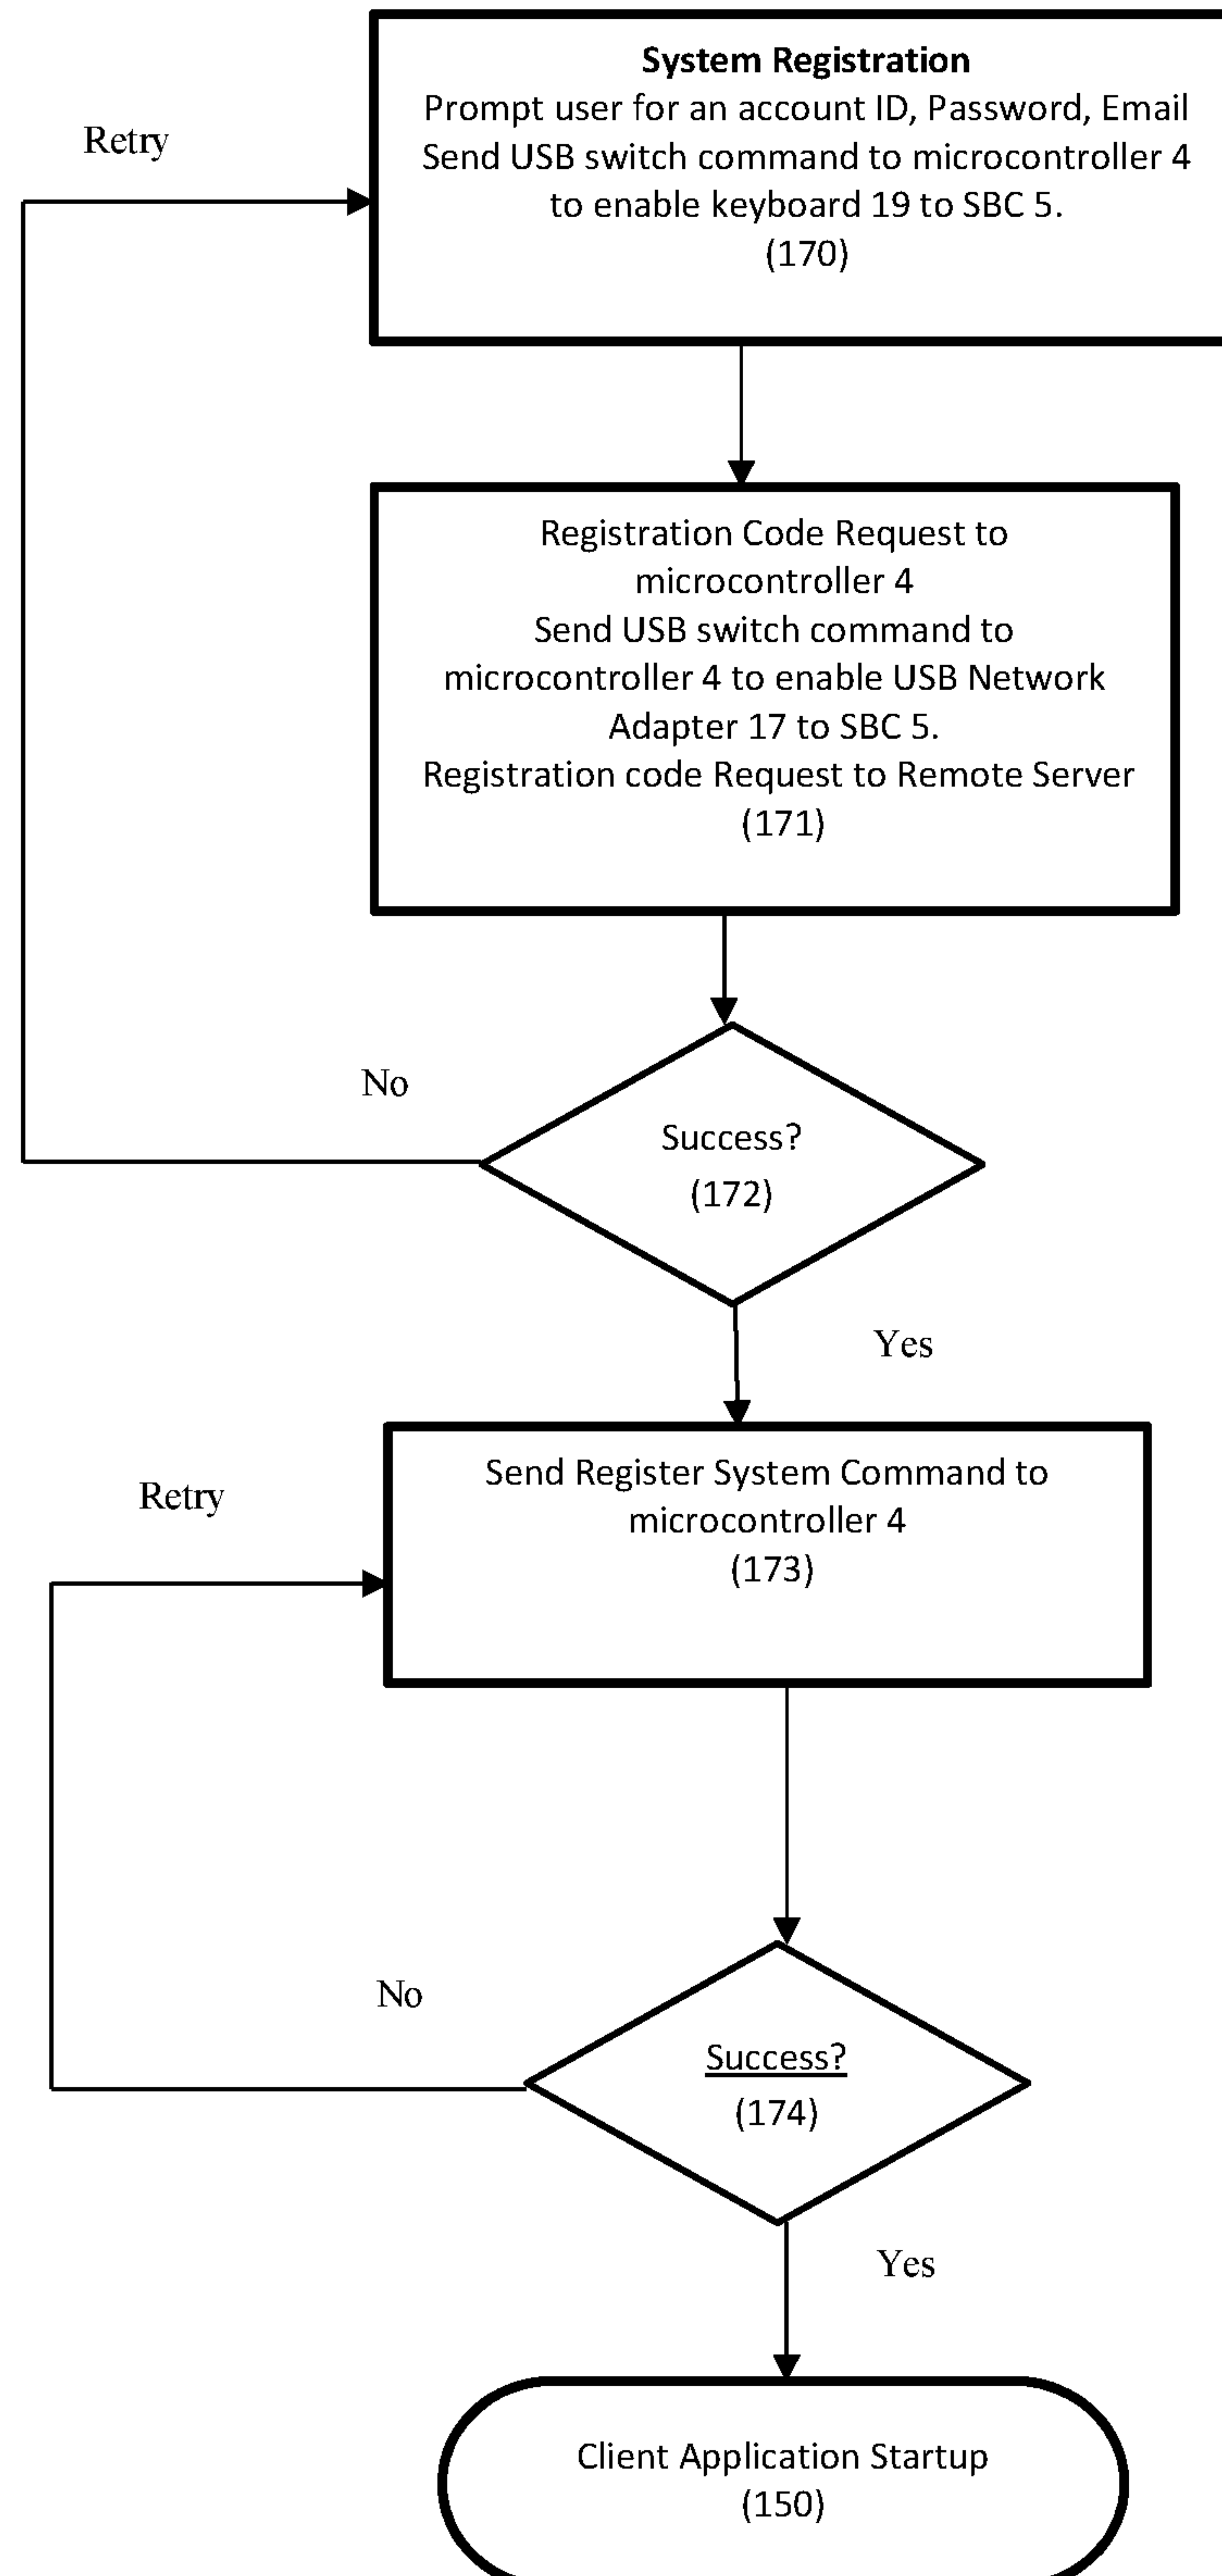 System Registration
Prompt user for an account ID, Password, Email
Send USB switch command to microcontroller 4
to enable keyboard 19 to SBC 5.
(170)
Retry
Registration Code Request to
microcontroller 4
Send USB switch command to
microcontroller 4 to enable USB Network
Adapter 17 to SBC 5.
Registration code Request to Remote Server
(171)
No
Success?
(172)
Yes
Send Register System Command to
microcontroller 4
(173)
Retry
No
Success?
(174)
Yes
Client Application Startup
(150)